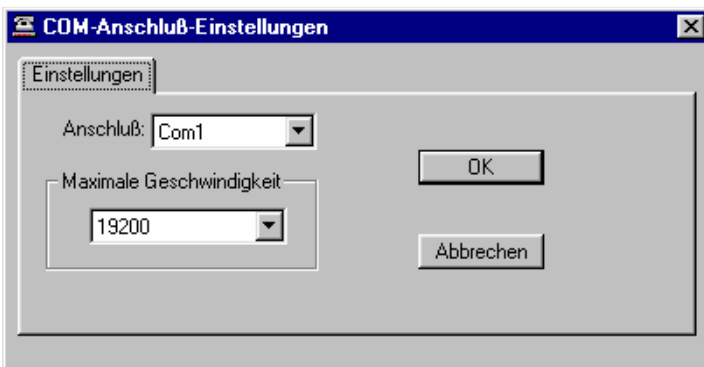 COM-Anschluß-Einstellungen
Einstellungen
Anschluß: Com1
Maximale Geschwindigkeit
19200
OK
Abbrechen